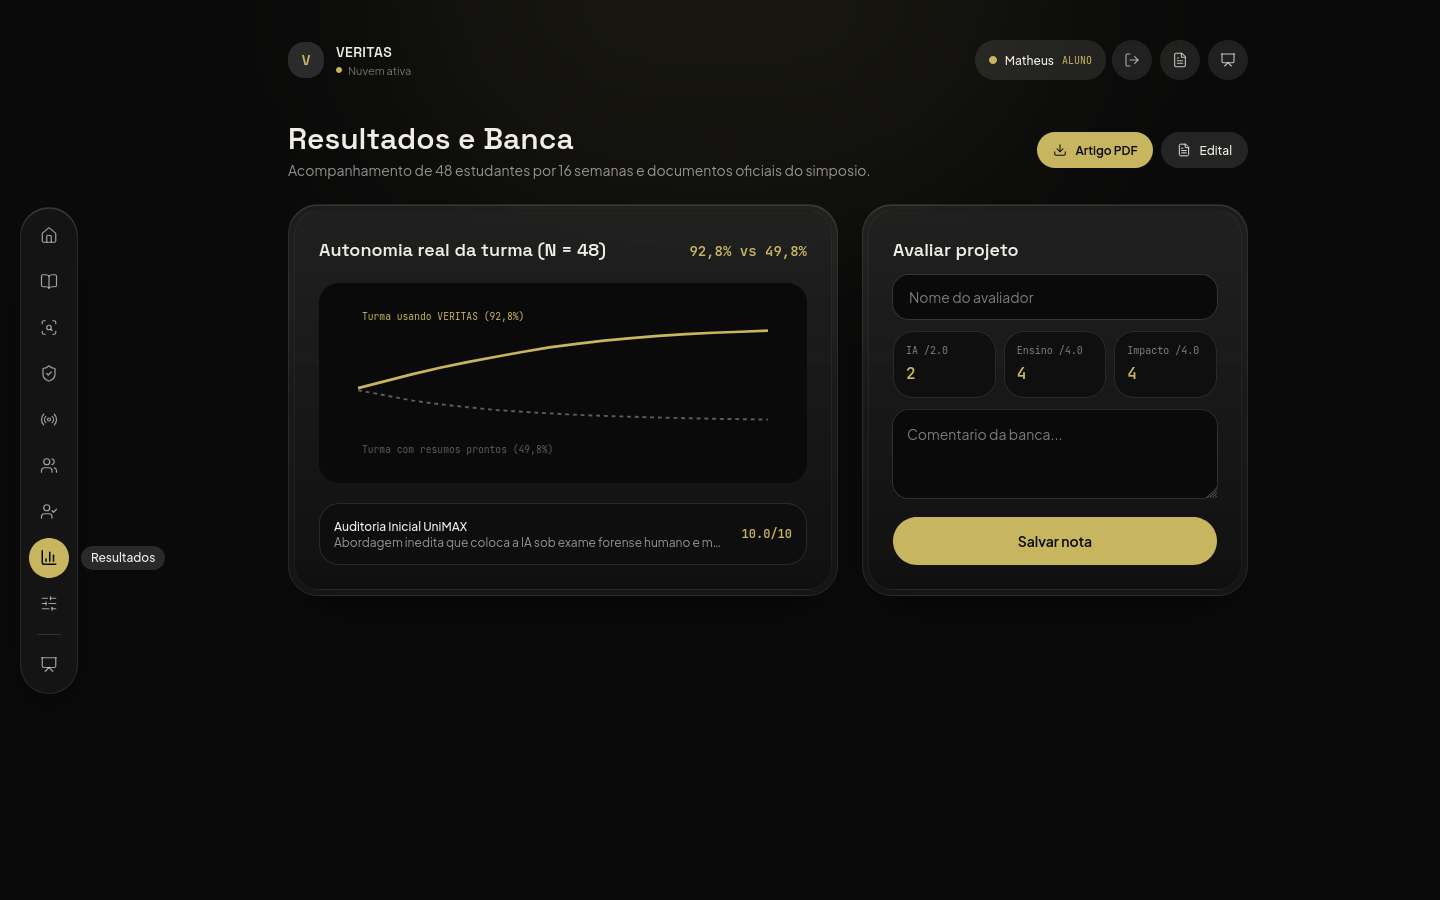 V
VERITAS
Nuvem ativa
Matheus ALUNO
Resultados e Banca
Acompanhamento de 48 estudantes por 16 semanas e documentos oficiais do simposio.
Artigo PDF
Edital
Autonomia real da turma (N = 48)
92,8% vs 49,8%
Turma usando VERITAS (92,8%)
Turma com resumos prontos (49,8%)
Auditoria Inicial UniMAX
Abordagem inedita que coloca a IA sob exame forense humano e m...
10.0/10
Avaliar projeto
Nome do avaliador
IA /2.0
2
Ensino /4.0
4
Impacto /4.0
4
Comentario da banca...
Salvar nota
Resultados